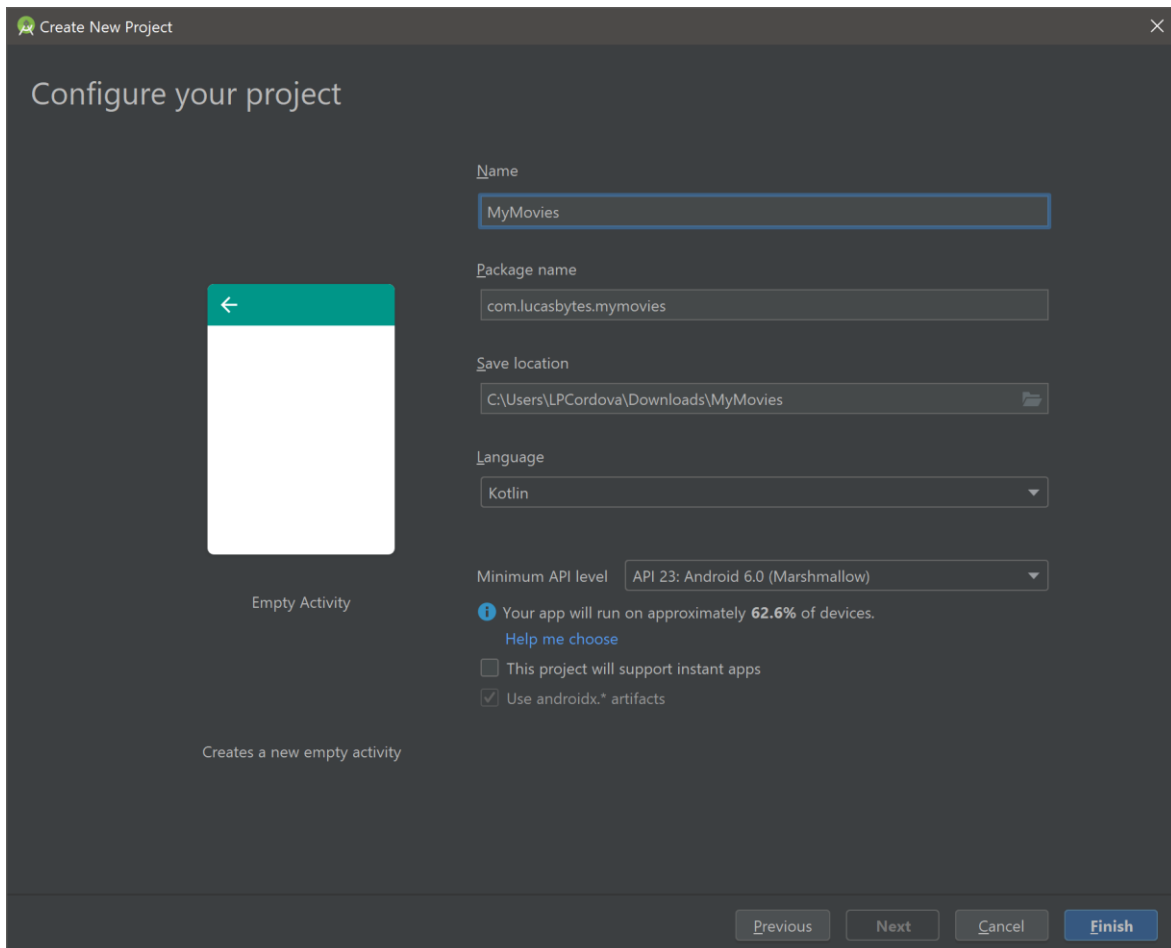 Create New Project
Configure your project
Name
MyMovies
Package name
com.lucasbytes.mymovies
Save location
C:\Users\LPCordova\Downloads\MyMovies
Language
Kotlin
Minimum API level API 23: Android 6.0 (Marshmallow)
Your app will run on approximately 62.6% of devices.
Help me choose
This project will support instant apps
Use androidx.* artifacts
Empty Activity
Creates a new empty activity
Previous Next Cancel Finish